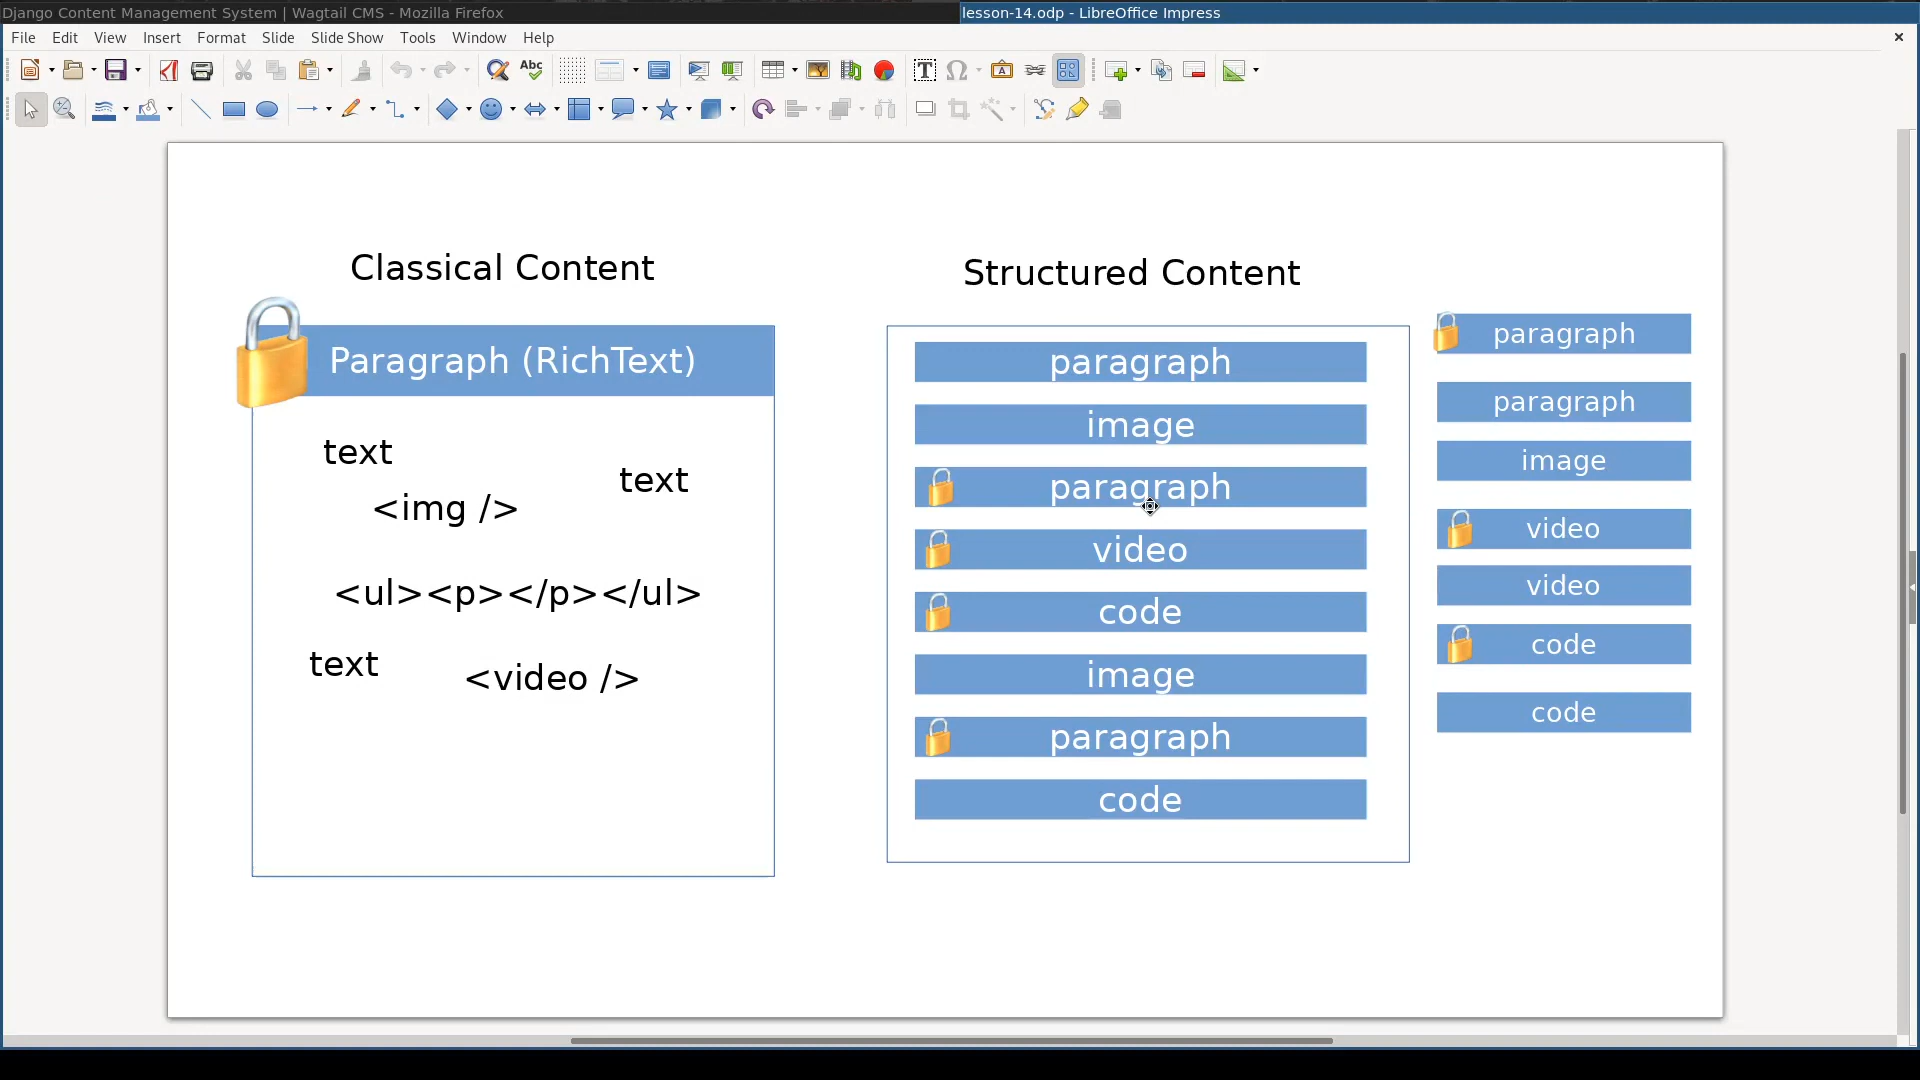 Django Content Management System | Wagtail CMS - Mozilla Firefox
lesson-14.odp - LibreOffice Impress
File Edit View Insert Format Slide Slide Show Tools Window Help
Abc
Classical Content
Paragraph (RichText)
text
text
<img />
<ul><p></p></ul>
text
<video />
Structured Content
paragraph
image
paragraph
video
code
image
paragraph
code
paragraph
paragraph
image
video
video
code
code